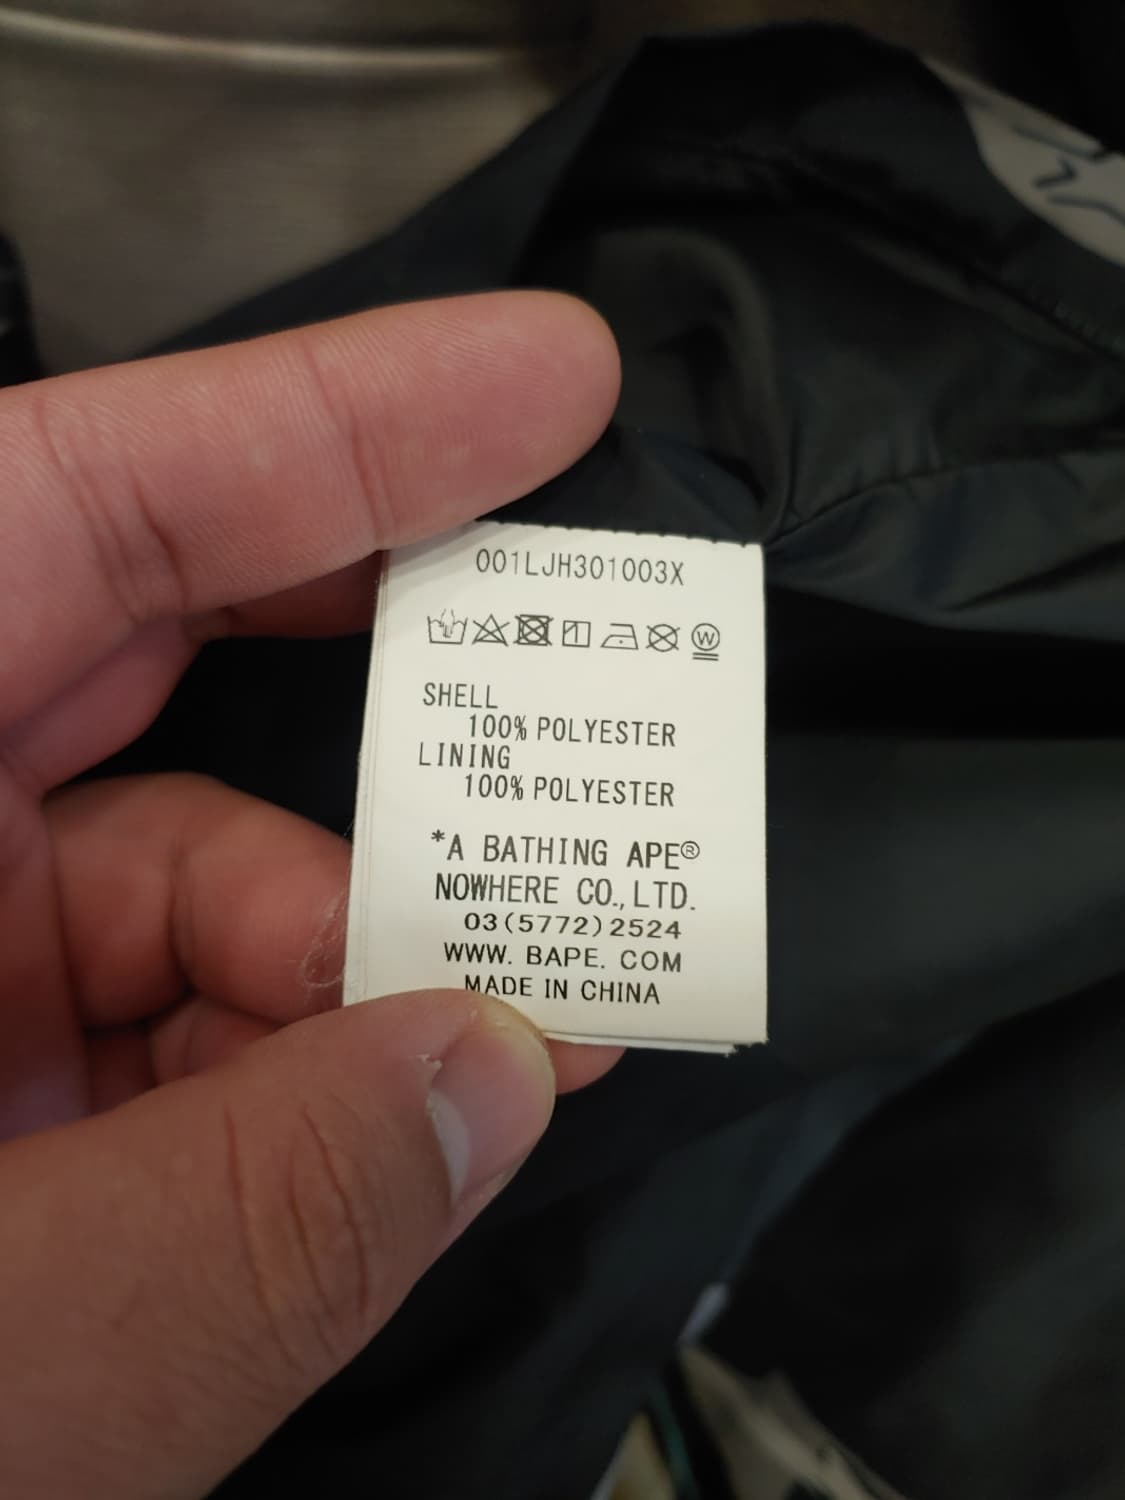 001LJH301003X
W
SHELL
100% POLYESTER
LINING
100% POLYESTER
*A BATHING APE®
NOWHERE CO., LTD.
03(5772)2524
WWW. BAPE. COM
MADE IN CHINA